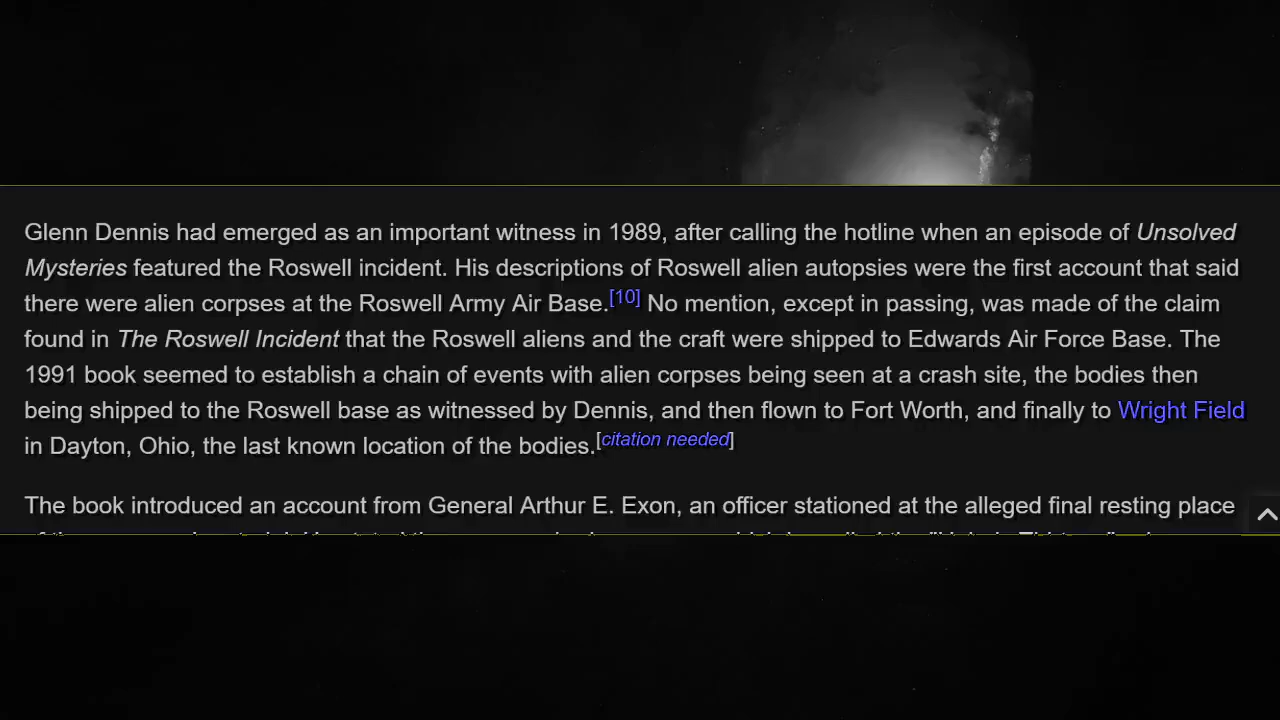 Glenn Dennis had emerged as an important witness in 1989, after calling the hotline when an episode of Unsolved
Mysteries featured the Roswell incident. His descriptions of Roswell alien autopsies were the first account that said
there were alien corpses at the Roswell Army Air Base.[10] No mention, except in passing, was made of the claim
found in The Roswell Incident that the Roswell aliens and the craft were shipped to Edwards Air Force Base. The
1991 book seemed to establish a chain of events with alien corpses being seen at a crash site, the bodies then
being shipped to the Roswell base as witnessed by Dennis, and then flown to Fort Worth, and finally to Wright Field
in Dayton, Ohio, the last known location of the bodies.[citation needed]
The book introduced an account from General Arthur E. Exon, an officer stationed at the alleged final resting place